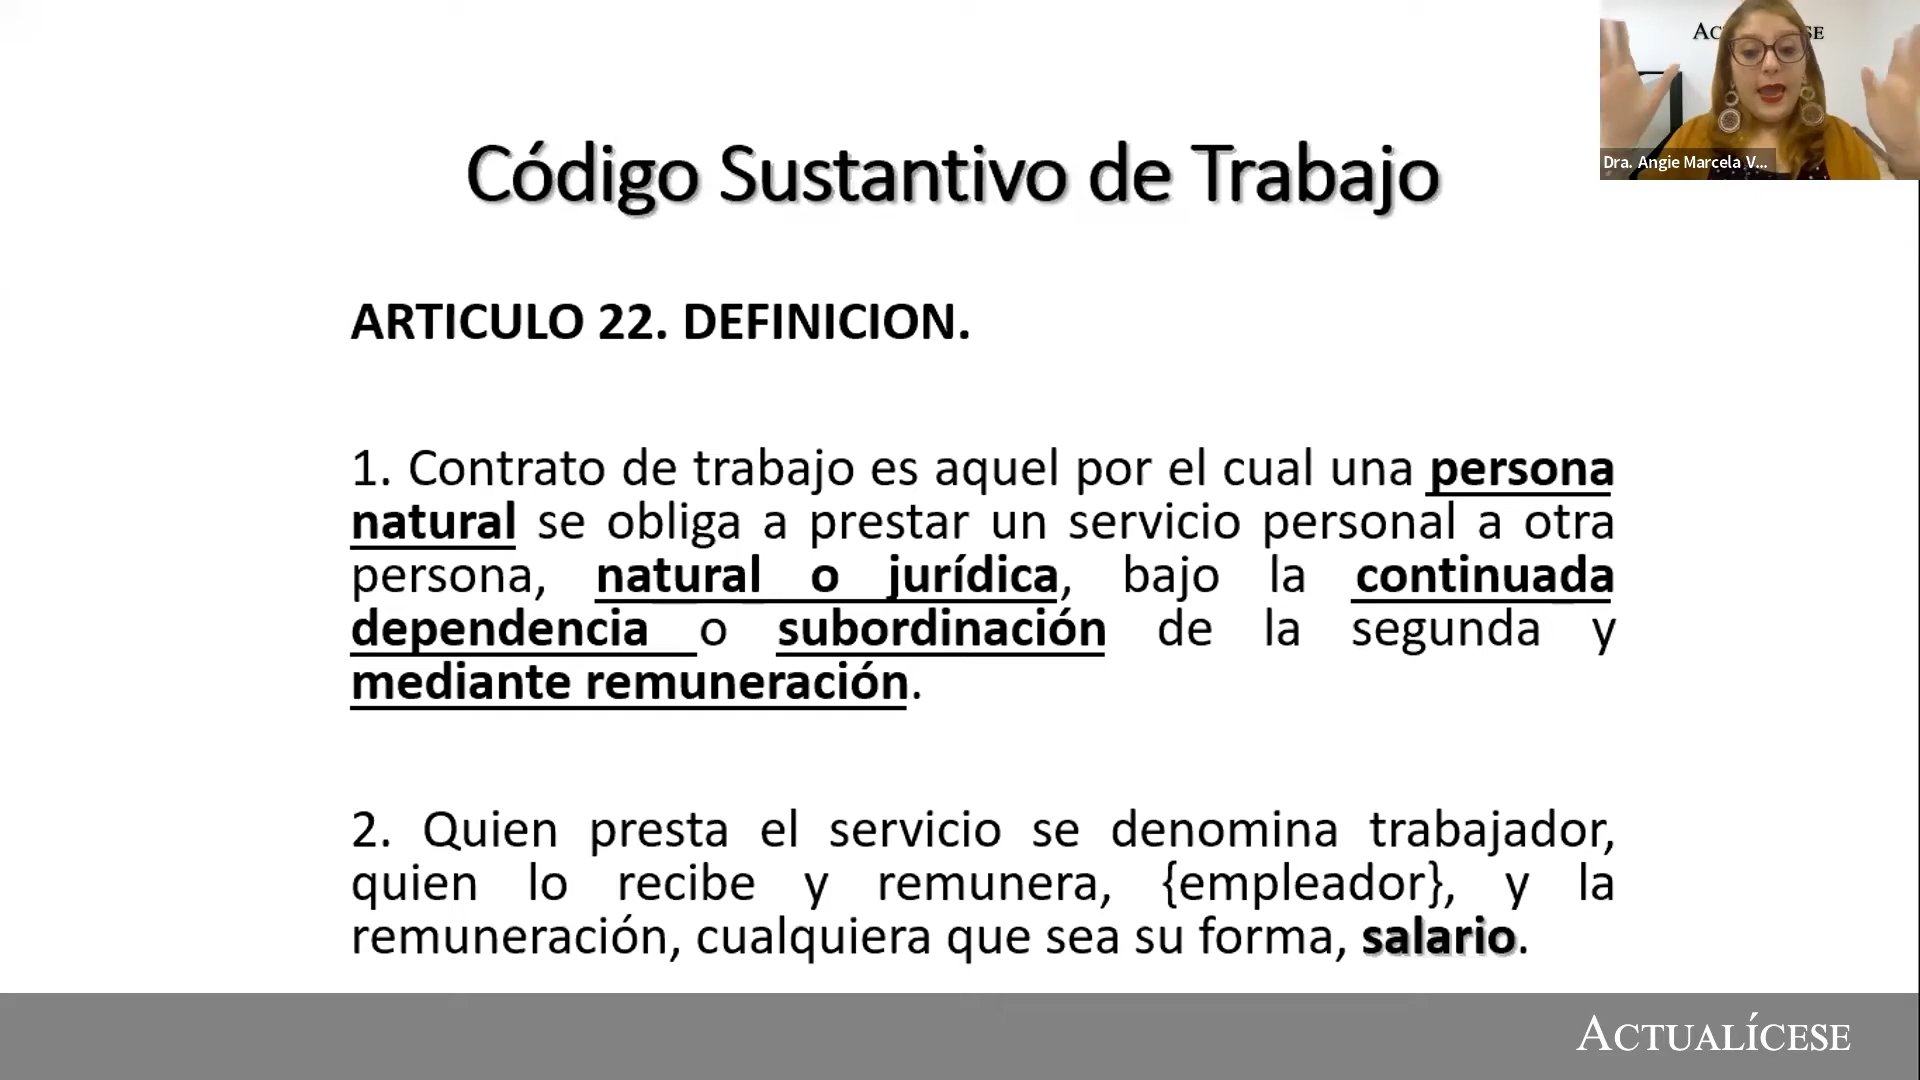 Código Sustantivo de Trabajo
Dra. Angie Marcela V...
ARTICULO 22. DEFINICION.
1. Contrato de trabajo es aquel por el cual una persona
natural se obliga a prestar un servicio personal a otra
persona, natural o jurídica, bajo la continuada
dependencia o subordinación de la segunda y
mediante remuneración.
2. Quien presta el servicio se denomina trabajador,
quien lo recibe y remunera, {empleador}, y la
remuneración, cualquiera que sea su forma, salario.
ACTUALÍCESE